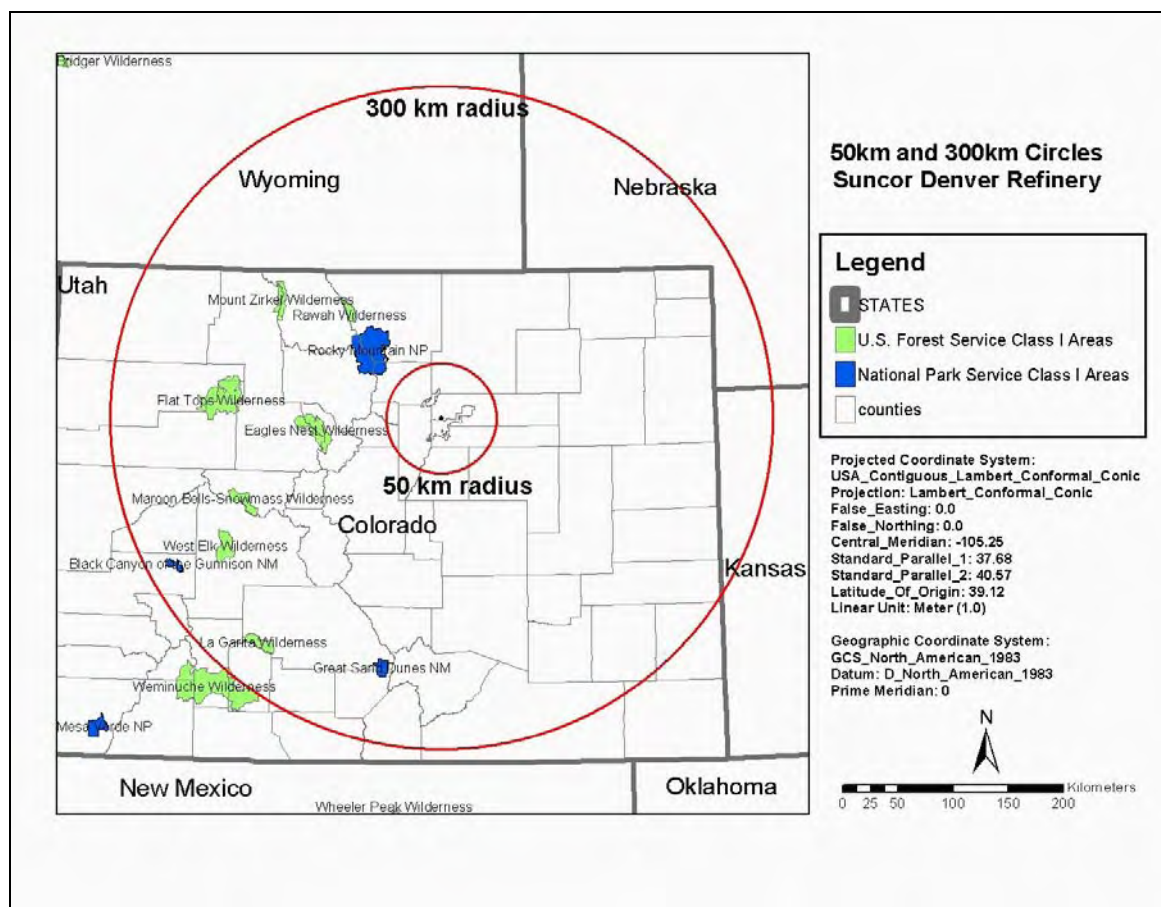 Bridger Wilderness
300 km radius
Wyoming
Nebraska
Utah
Mount Zirkel Wilderness
Rawah Wilderness
Rocky Mountain NP
Flat Tops Wilderness
Eagles Nest Wilderness
50 km radius
Maroon Bells-Snowmass Wilderness
Colorado
West Elk Wilderness
Black Canyon of the Gunnison NM
Kansas
La Garita Wilderness
Great Sand Dunes NM
Weminuche Wilderness
Mesa Verde NP
New Mexico
Oklahoma
Wheeler Peak Wilderness
50km and 300km Circles
Suncor Denver Refinery
Legend
STATES
U.S. Forest Service Class I Areas
National Park Service Class I Areas
counties
Projected Coordinate System:
USA_Contiguous_Lambert_Conformal_Conic
Projection: Lambert_Conformal_Conic
False_Easting: 0.0
False_Northing: 0.0
Central_Meridian: -105.25
Standard_Parallel_1: 37.68
Standard_Parallel_2: 40.57
Latitude_Of_Origin: 39.12
Linear Unit: Meter (1.0)
Geographic Coordinate System:
GCS_North_American_1983
Datum: D_North_American_1983
Prime Meridian: 0
N
Kilometers
0 25 50 100 150 200